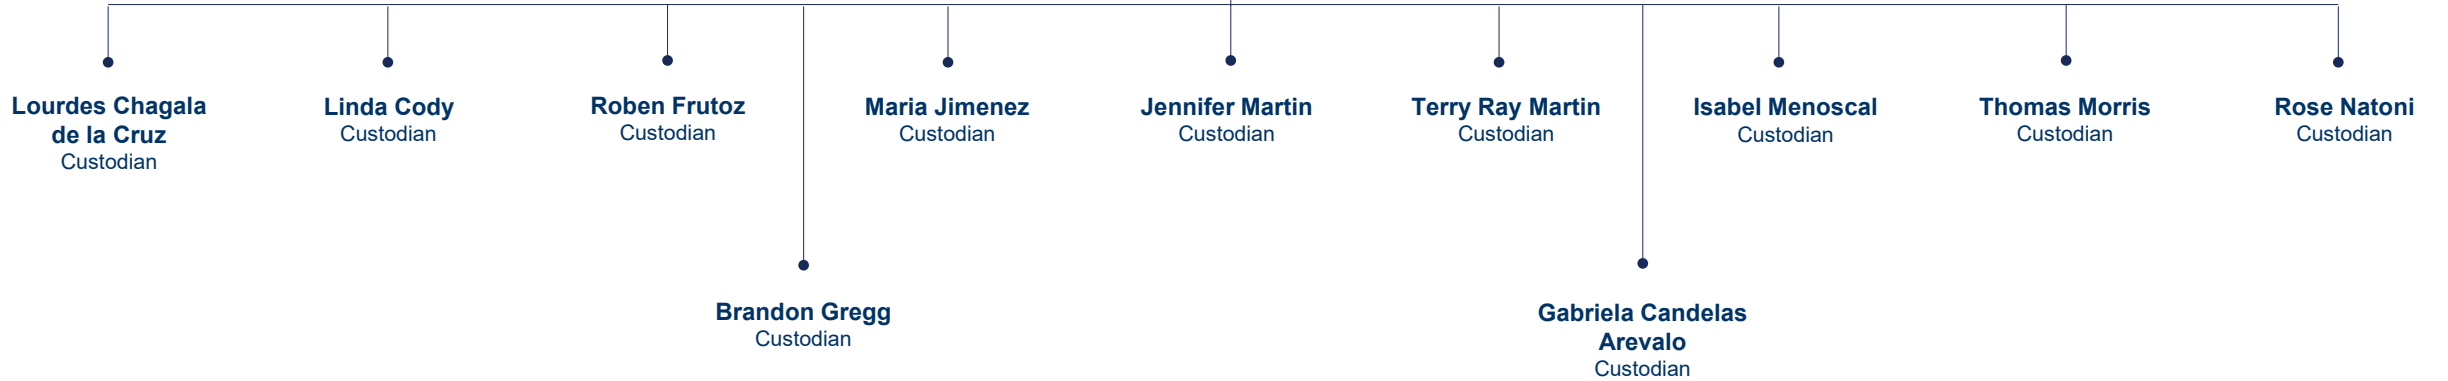 Lourdes Chagala
de la Cruz
Custodian
Linda Cody
Custodian
Roben Frutoz
Custodian
Maria Jimenez
Custodian
Jennifer Martin
Custodian
Terry Ray Martin
Custodian
Isabel Menoscal
Custodian
Thomas Morris
Custodian
Rose Natoni
Custodian
Brandon Gregg
Custodian
Gabriela Candelas
Arevalo
Custodian